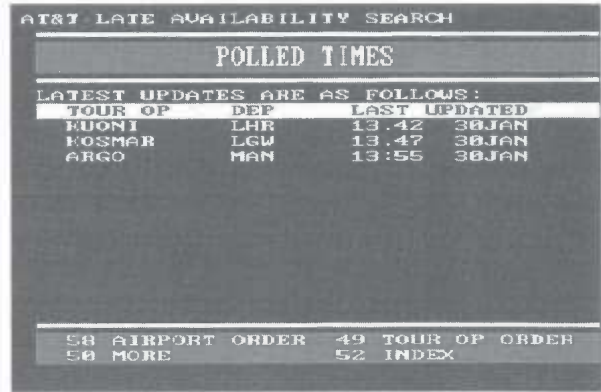 AT&T LATE AVAILABILITY SEARCH
POLLED TIMES
LATEST UPDATES ARE AS FOLLOWS:
TOUR OP DEP LAST UPDATED
KUONI LHR 13.42 30JAN
KOSMAR LGW 13.47 30JAN
ARGO MAN 13:55 30JAN
58 AIRPORT ORDER 49 TOUR OP ORDER
50 MORE 52 INDEX